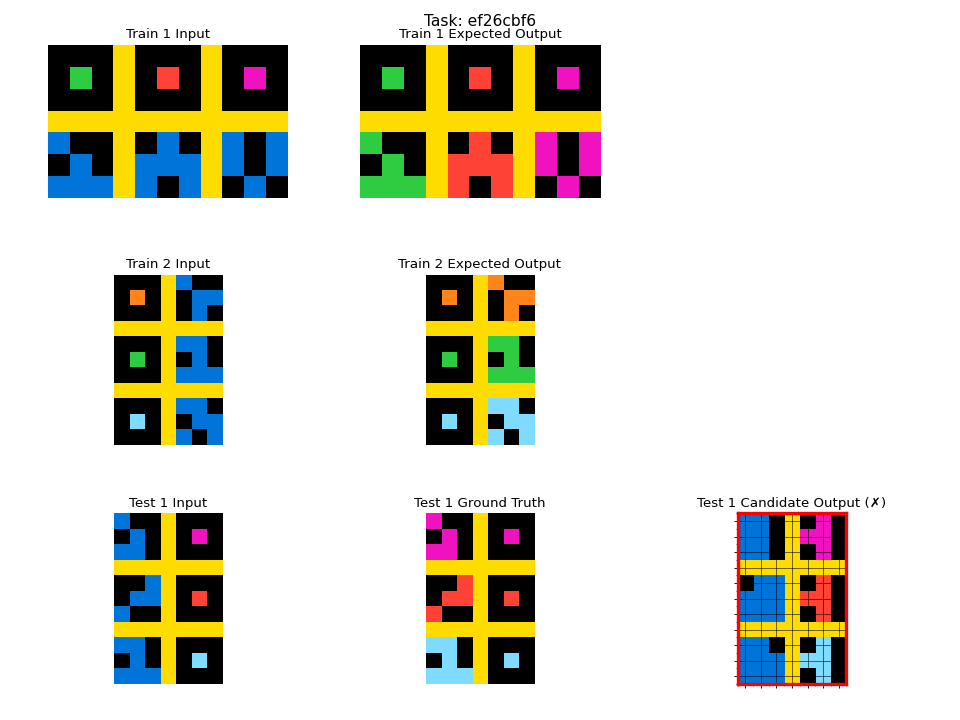 Task: ef26cbf6
Train 1 Input
Train 1 Expected Output
Train 2 Input
Train 2 Expected Output
Test 1 Input
Test 1 Ground Truth
Test 1 Candidate Output (✗)